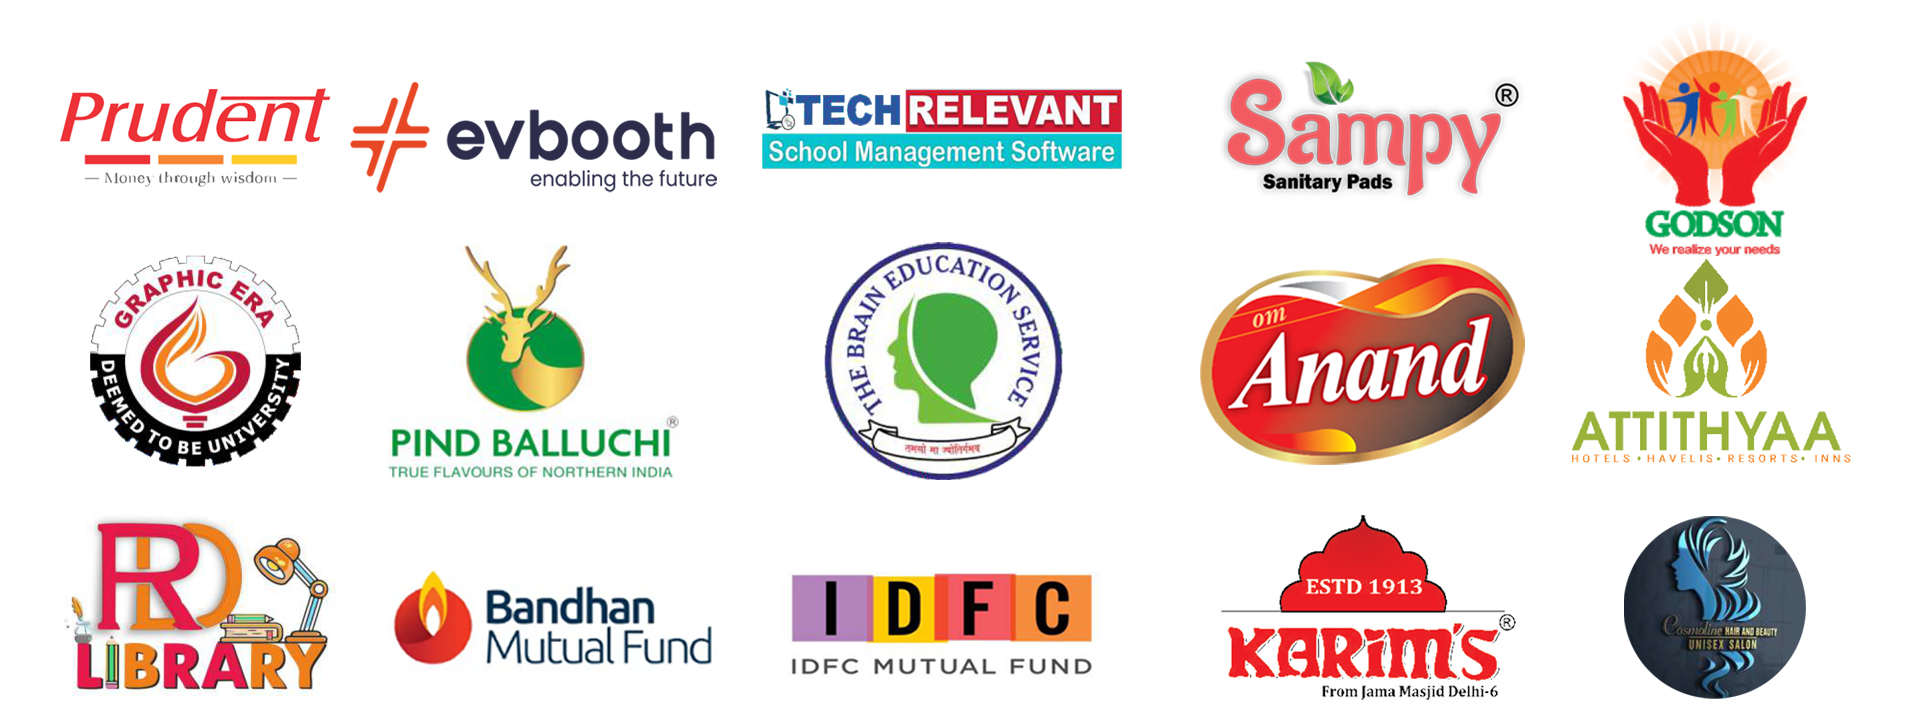 Prudent
— Money through wisdom —
evbooth
enabling the future
TECH RELEVANT
School Management Software
Sampy ®
Sanitary Pads
GODSON
We realize your needs
GRAPHIC ERA
DEEMED TO BE UNIVERSITY
PIND BALLUCHI ®
TRUE FLAVOURS OF NORTHERN INDIA
THE BRAIN EDUCATION SERVICE
तमसो मा ज्योतिर्गमय
om
Anand
ATTITHYAA
HOTELS • HAVELIS • RESORTS • INNS
RD
LIBRARY
Bandhan
Mutual Fund
IDFC
IDFC MUTUAL FUND
ESTD 1913
KARIM'S ®
From Jama Masjid Delhi-6
Cosmoline HAIR AND BEAUTY
UNISEX SALON